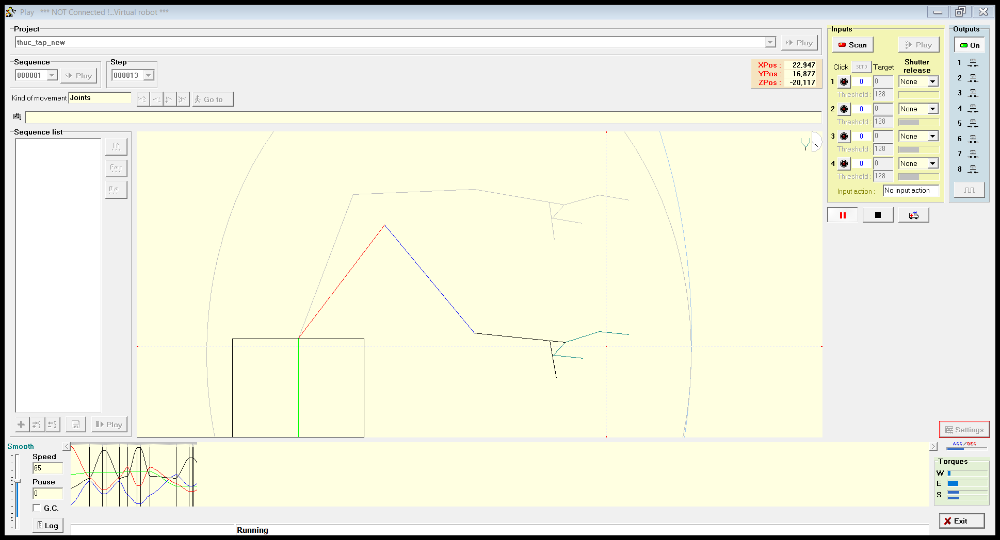 Play *** NOT Connected !...Virtual robot ***
Project
thuc_tap_new
Play
Sequence
000001
Play
Step
000013
XPos : 22,947
YPos : 16,877
ZPos : -20,117
Kind of movement Joints
Go to
Sequence list
If
For
Play
Inputs
Scan
Play
Click SET0 Target Shutter release
1 0 0 None
Threshold : 128
2 0 0 None
Threshold : 128
3 0 0 None
Threshold : 128
4 0 0 None
Threshold : 128
Input action : No input action
Outputs
On
1
2
3
4
5
6
7
8
Settings
ACC/DEC
Torques
W
E
S
Exit
Smooth
Speed
65
Pause
0
G.C.
Log
Running